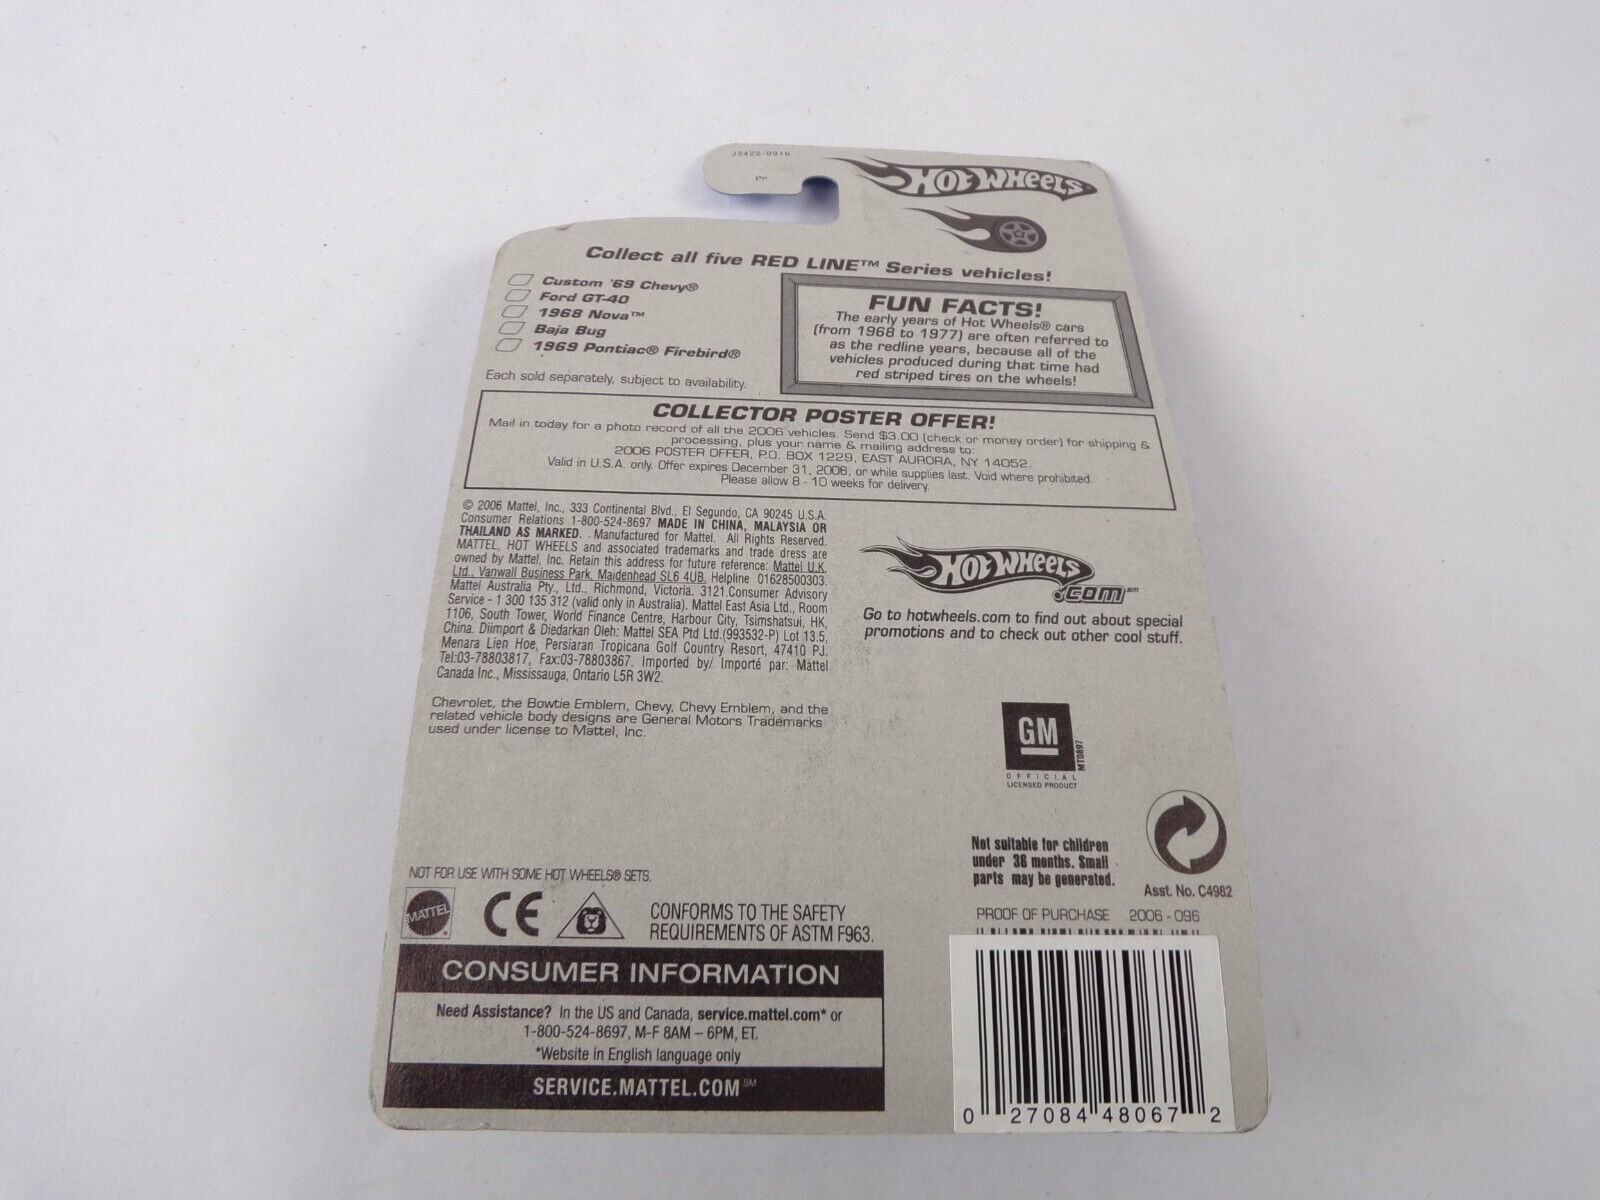 J3422-0916
HOT WHEELS
Collect all five RED LINE™ Series vehicles!
Custom '69 Chevy®
Ford GT-40
1968 Nova™
Baja Bug
1969 Pontiac® Firebird®
Each sold separately, subject to availability.
FUN FACTS!
The early years of Hot Wheels® cars
(from 1968 to 1977) are often referred to
as the redline years, because all of the
vehicles produced during that time had
red striped tires on the wheels!
COLLECTOR POSTER OFFER!
Mail in today for a photo record of all the 2006 vehicles. Send $3.00 (check or money order) for shipping &
processing, plus your name & mailing address to:
2006 POSTER OFFER, P.O. BOX 1229, EAST AURORA, NY 14052.
Valid in U.S.A. only. Offer expires December 31, 2006, or while supplies last. Void where prohibited.
Please allow 8 - 10 weeks for delivery.
© 2006 Mattel, Inc., 333 Continental Blvd., El Segundo, CA 90245 U.S.A.
Consumer Relations 1-800-524-8697 MADE IN CHINA, MALAYSIA OR
THAILAND AS MARKED. Manufactured for Mattel. All Rights Reserved.
MATTEL, HOT WHEELS and associated trademarks and trade dress are
owned by Mattel, Inc. Retain this address for future reference: Mattel U.K.
Ltd., Vanwall Business Park, Maidenhead SL6 4UB. Helpline 01628500303.
Mattel Australia Pty., Ltd., Richmond, Victoria. 3121.Consumer Advisory
Service - 1 300 135 312 (valid only in Australia). Mattel East Asia Ltd., Room
1106, South Tower, World Finance Centre, Harbour City, Tsimshatsui, HK,
China. Diimport & Diedarkan Oleh: Mattel SEA Ptd Ltd.(993532-P) Lot 13.5,
Menara Lien Hoe, Persiaran Tropicana Golf Country Resort, 47410 PJ.
Tel:03-78803817, Fax:03-78803867. Imported by/ Importé par: Mattel
Canada Inc., Mississauga, Ontario L5R 3W2.
HOT WHEELS
.com℠
Go to hotwheels.com to find out about special
promotions and to check out other cool stuff.
Chevrolet, the Bowtie Emblem, Chevy, Chevy Emblem, and the
related vehicle body designs are General Motors Trademarks
used under license to Mattel, Inc.
GM
MT0897
OFFICIAL
LICENSED PRODUCT
Not suitable for children
under 36 months. Small
parts may be generated.
Asst. No. C4982
PROOF OF PURCHASE 2006 - 096
NOT FOR USE WITH SOME HOT WHEELS® SETS.
MATTEL
CE
CONFORMS TO THE SAFETY
REQUIREMENTS OF ASTM F963.
CONSUMER INFORMATION
Need Assistance? In the US and Canada, service.mattel.com* or
1-800-524-8697, M-F 8AM – 6PM, ET.
*Website in English language only
SERVICE.MATTEL.COM℠
0 27084 48067 2